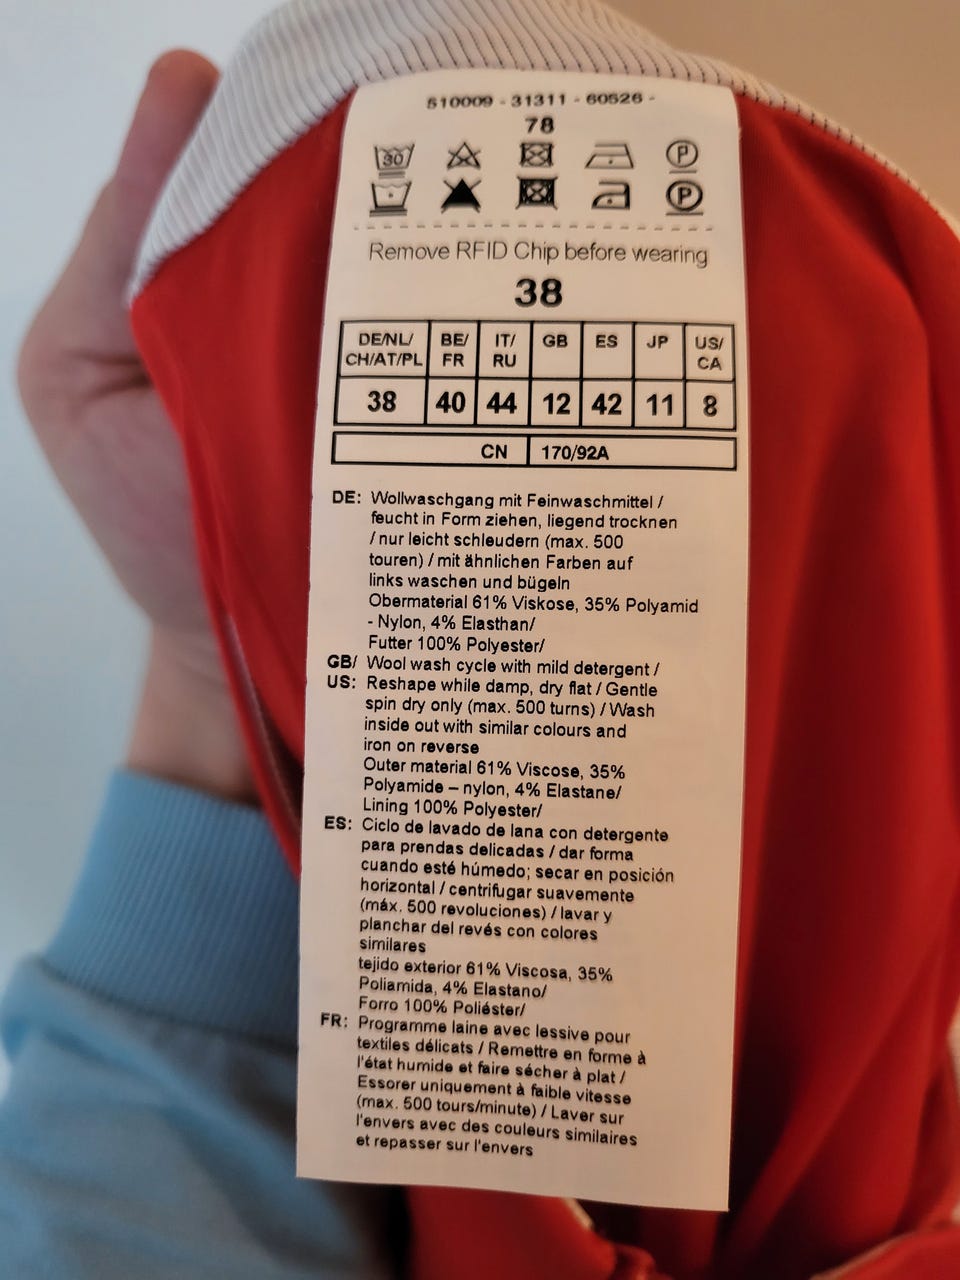 510009 - 31311 - 60526 -
78
30
P
P
Remove RFID Chip before wearing
38
DE/NL/ CH/AT/PL BE/ FR IT/ RU GB ES JP US/ CA
38 40 44 12 42 11 8
CN 170/92A
DE: Wollwaschgang mit Feinwaschmittel /
feucht in Form ziehen, liegend trocknen
/ nur leicht schleudern (max. 500
touren) / mit ähnlichen Farben auf
links waschen und bügeln
Obermaterial 61% Viskose, 35% Polyamid
- Nylon, 4% Elasthan/
Futter 100% Polyester/
GB/ Wool wash cycle with mild detergent /
US: Reshape while damp, dry flat / Gentle
spin dry only (max. 500 turns) / Wash
inside out with similar colours and
iron on reverse
Outer material 61% Viscose, 35%
Polyamide – nylon, 4% Elastane/
Lining 100% Polyester/
ES: Ciclo de lavado de lana con detergente
para prendas delicadas / dar forma
cuando esté húmedo; secar en posición
horizontal / centrifugar suavemente
(máx. 500 revoluciones) / lavar y
planchar del revés con colores
similares
tejido exterior 61% Viscosa, 35%
Poliamida, 4% Elastano/
Forro 100% Poliéster/
FR: Programme laine avec lessive pour
textiles délicats / Remettre en forme à
l'état humide et faire sécher à plat /
Essorer uniquement à faible vitesse
(max. 500 tours/minute) / Laver sur
l'envers avec des couleurs similaires
et repasser sur l'envers